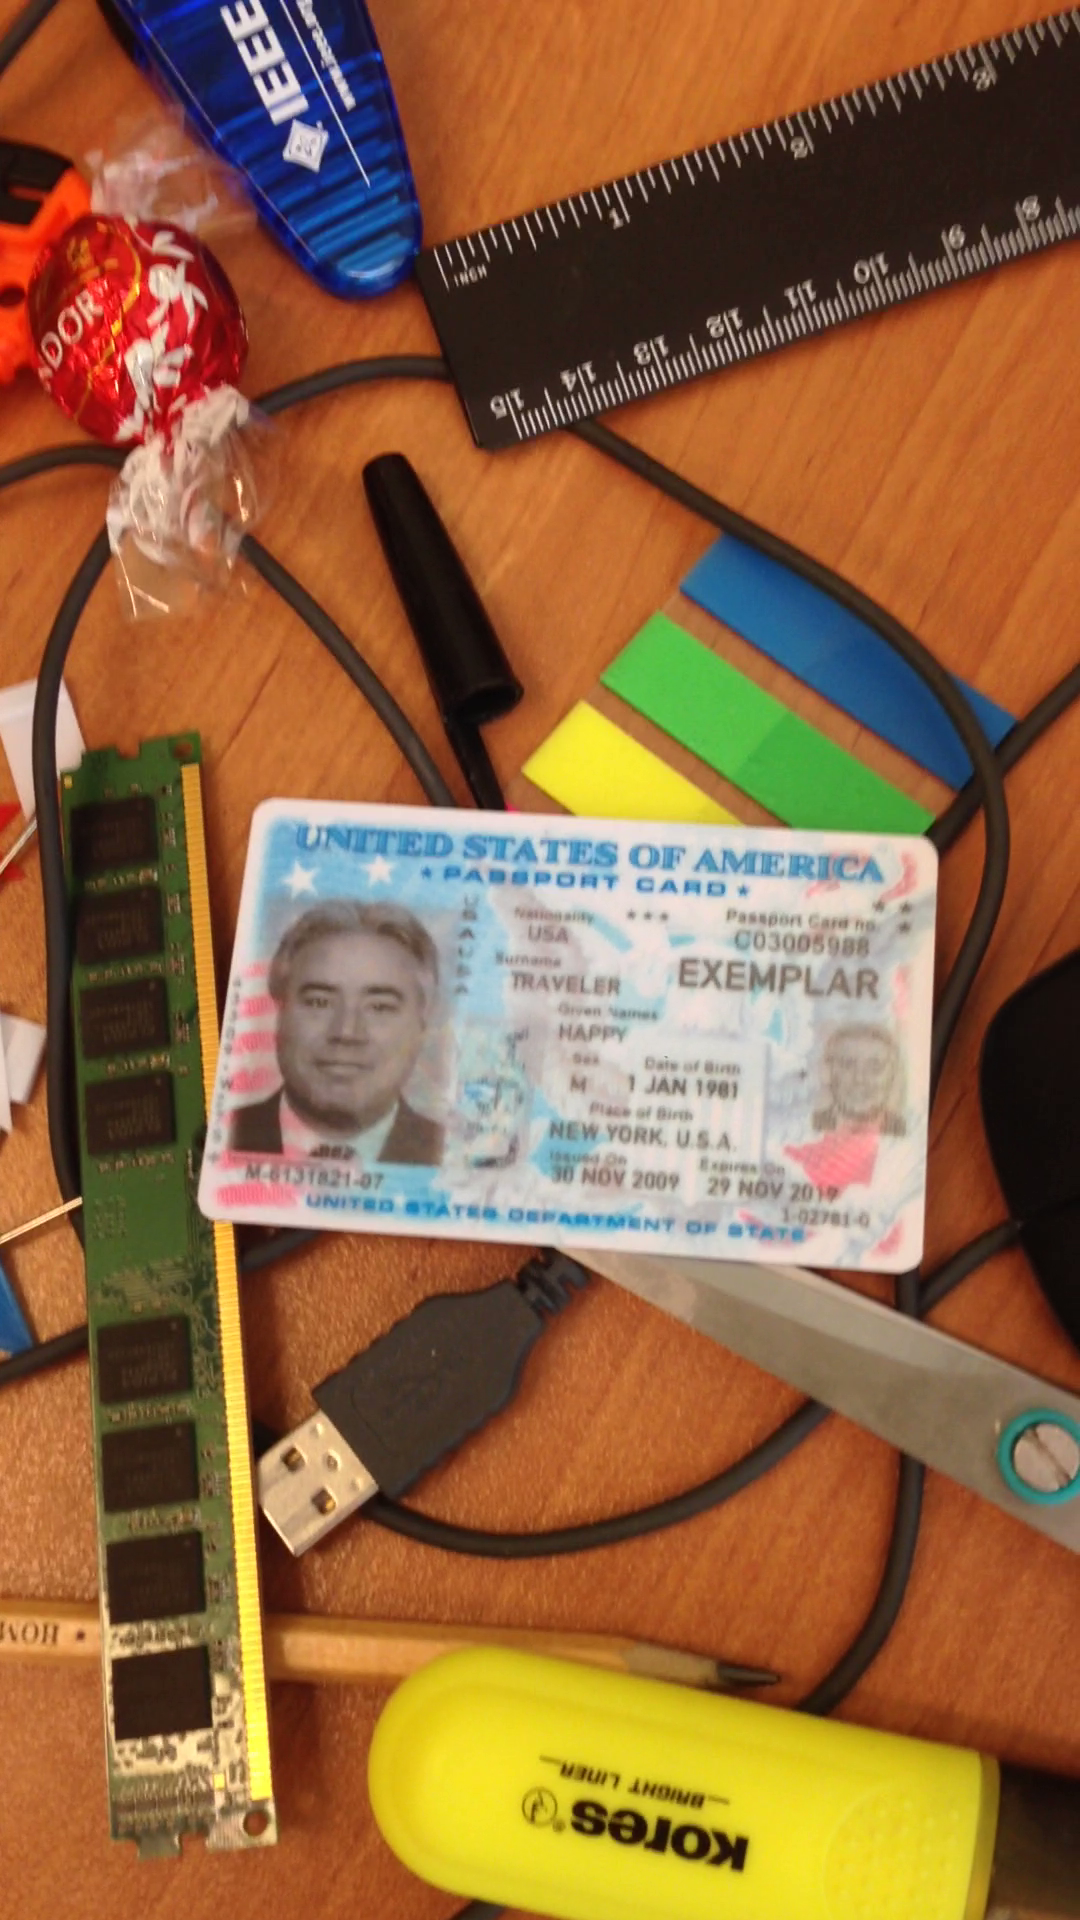 IEEE
INCH
1
2
3
15 14 13 12 11 10 9 8
DOR
UNITED STATES OF AMERICA
PASSPORT CARD
USA
Nationality
USA
Passport Card no.
C03005988
EXEMPLAR
Surname
TRAVELER
Given Names
HAPPY
Sex
M
Date of Birth
1 JAN 1981
Place of Birth
NEW YORK, U.S.A.
Issued On
30 NOV 2009
Expires On
29 NOV 2019
M-6131821-07
1-02781-0
UNITED STATES DEPARTMENT OF STATE
HOM
Kores
BRIGHT LINER